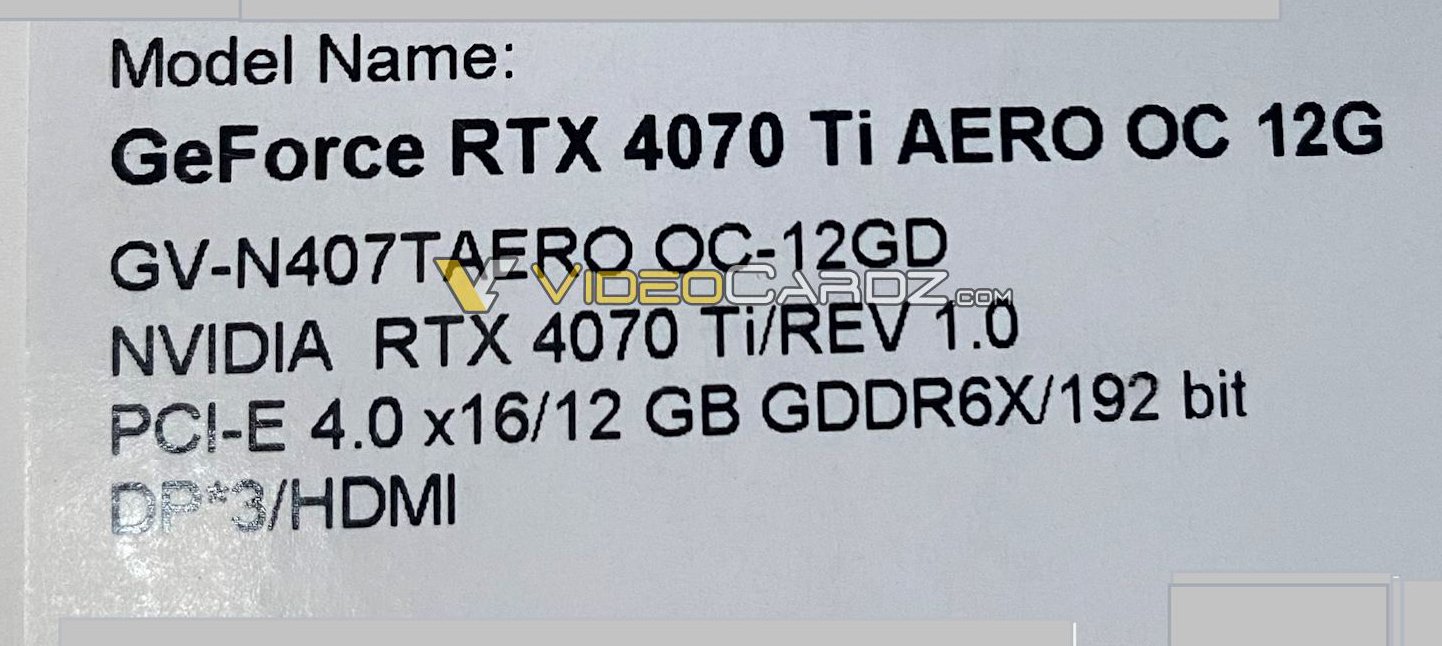 Model Name:
GeForce RTX 4070 Ti AERO OC 12G
GV-N407TAERO OC-12GD
VIDEOCARDZ.COM
NVIDIA RTX 4070 Ti/REV 1.0
PCI-E 4.0 x16/12 GB GDDR6X/192 bit
DP*3/HDMI